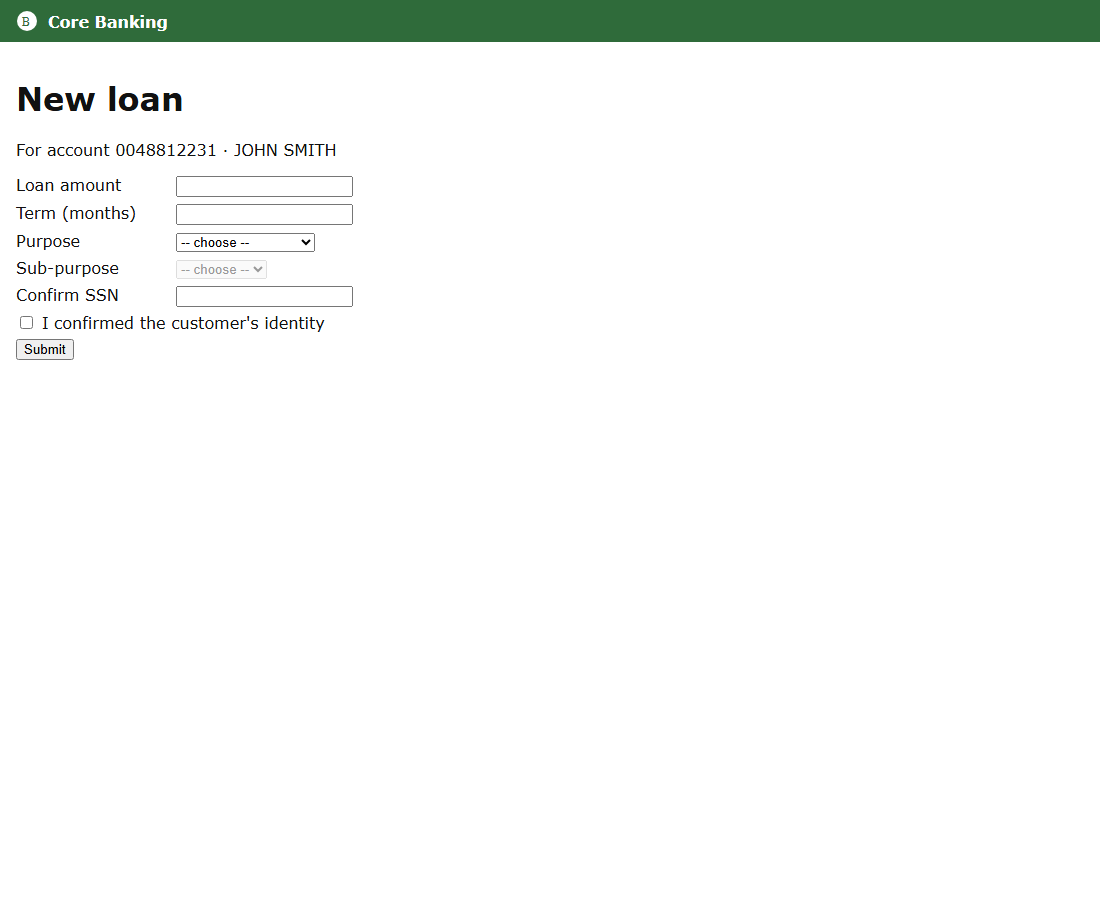 B Core Banking
New loan
For account 0048812231 · JOHN SMITH
Loan amount
Term (months)
Purpose -- choose --
Sub-purpose -- choose --
Confirm SSN
I confirmed the customer's identity
Submit